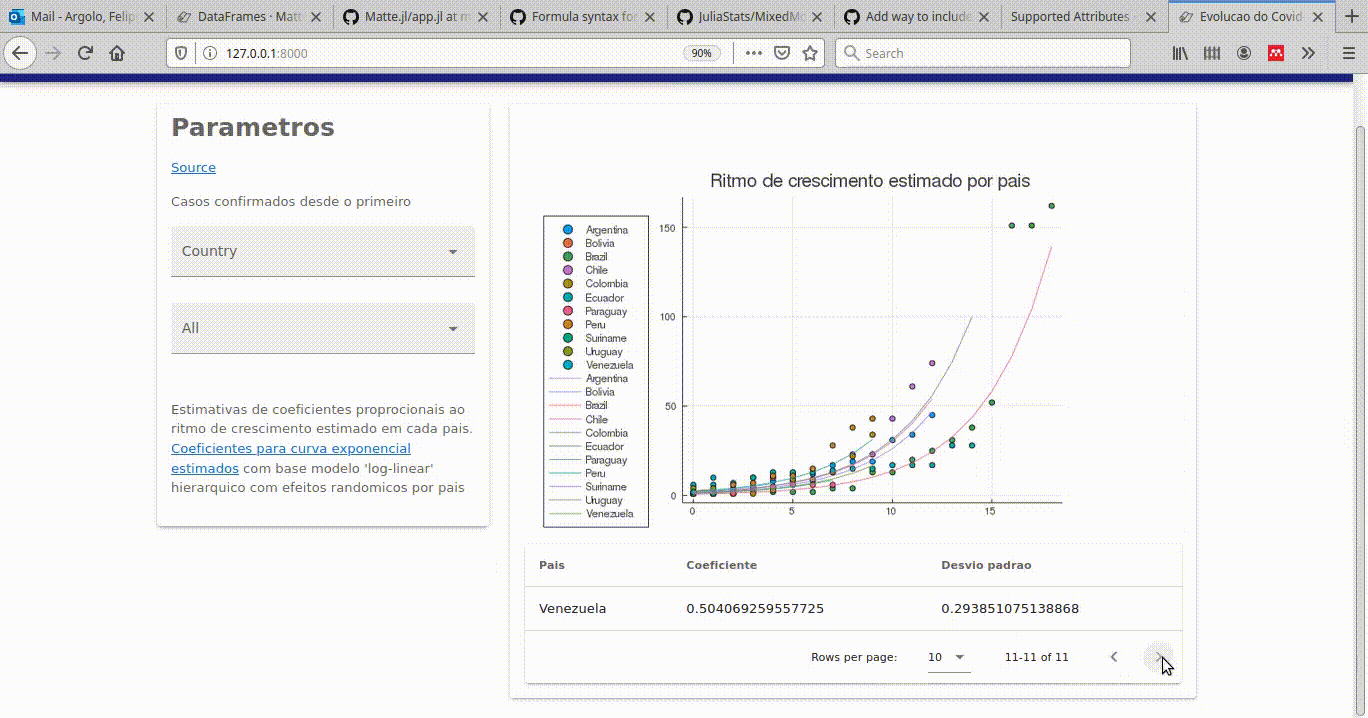 Mail - Argolo, Felip
DataFrames · Matt
Matte.jl/app.jl at m
Formula syntax for
JuliaStats/MixedMo
Add way to include
Supported Attributes
Evolucao do Covid
127.0.0.1:8000
90%
Search
Parametros
Source
Casos confirmados desde o primeiro
Country
All
Estimativas de coeficientes proprocionais ao
ritmo de crescimento estimado em cada pais.
Coeficientes para curva exponencial
estimados com base modelo 'log-linear'
hierarquico com efeitos randomicos por pais
Ritmo de crescimento estimado por pais
Argentina
Bolivia
Brazil
Chile
Colombia
Ecuador
Paraguay
Peru
Suriname
Uruguay
Venezuela
Argentina
Bolivia
Brazil
Chile
Colombia
Ecuador
Paraguay
Peru
Suriname
Uruguay
Venezuela
150
100
50
0
0 5 10 15
Pais Coeficiente Desvio padrao
Venezuela 0.504069259557725 0.293851075138868
Rows per page: 10 11-11 of 11